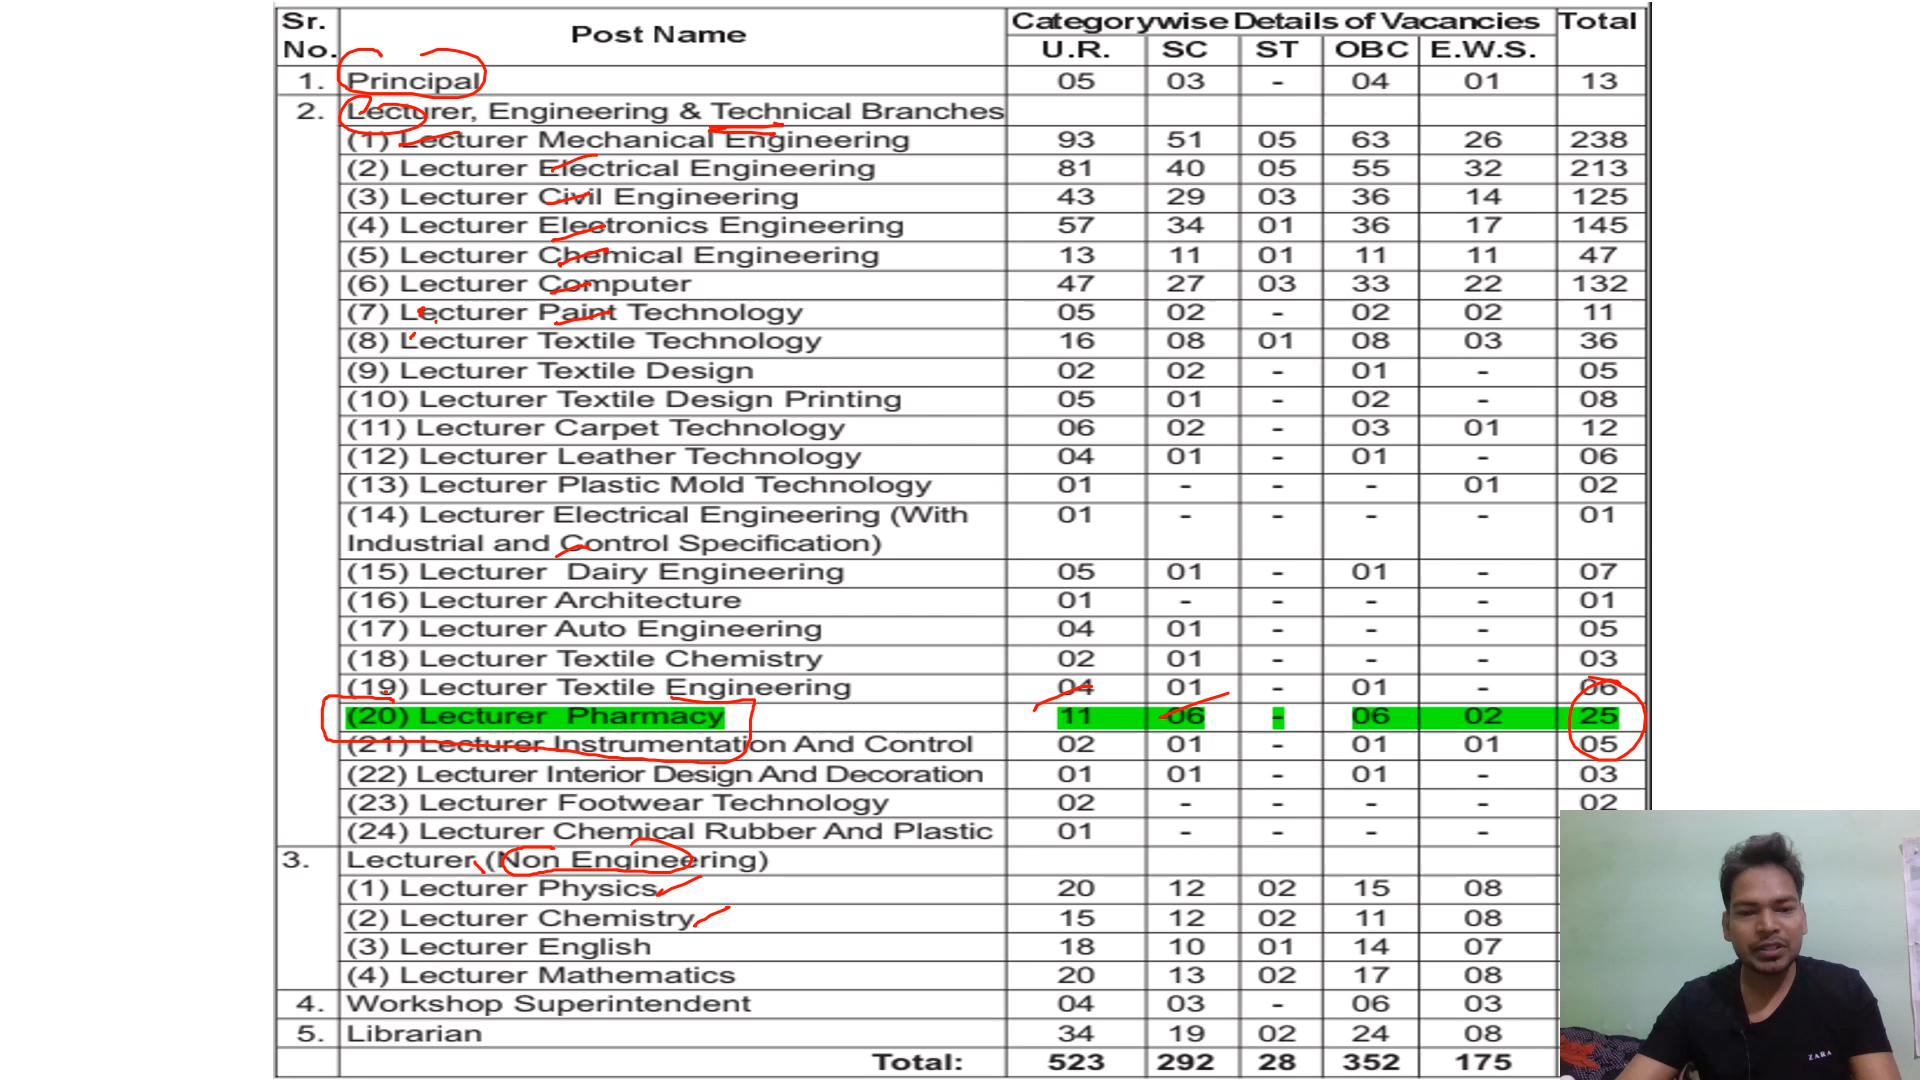 Sr. No. Post Name Categorywise Details of Vacancies Total
U.R. SC ST OBC E.W.S.
1. Principal 05 03 - 04 01 13
2. Lecturer, Engineering & Technical Branches
(1) Lecturer Mechanical Engineering 93 51 05 63 26 238
(2) Lecturer Electrical Engineering 81 40 05 55 32 213
(3) Lecturer Civil Engineering 43 29 03 36 14 125
(4) Lecturer Electronics Engineering 57 34 01 36 17 145
(5) Lecturer Chemical Engineering 13 11 01 11 11 47
(6) Lecturer Computer 47 27 03 33 22 132
(7) Lecturer Paint Technology 05 02 - 02 02 11
(8) Lecturer Textile Technology 16 08 01 08 03 36
(9) Lecturer Textile Design 02 02 - 01 - 05
(10) Lecturer Textile Design Printing 05 01 - 02 - 08
(11) Lecturer Carpet Technology 06 02 - 03 01 12
(12) Lecturer Leather Technology 04 01 - 01 - 06
(13) Lecturer Plastic Mold Technology 01 - - - 01 02
(14) Lecturer Electrical Engineering (With 01 - - - - 01
Industrial and Control Specification)
(15) Lecturer Dairy Engineering 05 01 - 01 - 07
(16) Lecturer Architecture 01 - - - - 01
(17) Lecturer Auto Engineering 04 01 - - - 05
(18) Lecturer Textile Chemistry 02 01 - - - 03
(19) Lecturer Textile Engineering 04 01 - 01 - 06
(20) Lecturer Pharmacy 11 06 - 06 02 25
(21) Lecturer Instrumentation And Control 02 01 - 01 01 05
(22) Lecturer Interior Design And Decoration 01 01 - 01 - 03
(23) Lecturer Footwear Technology 02 - - - - 02
(24) Lecturer Chemical Rubber And Plastic 01 - - - -
3. Lecturer (Non Engineering)
(1) Lecturer Physics 20 12 02 15 08
(2) Lecturer Chemistry 15 12 02 11 08
(3) Lecturer English 18 10 01 14 07
(4) Lecturer Mathematics 20 13 02 17 08
4. Workshop Superintendent 04 03 - 06 03
5. Librarian 34 19 02 24 08
Total: 523 292 28 352 175
ZARA